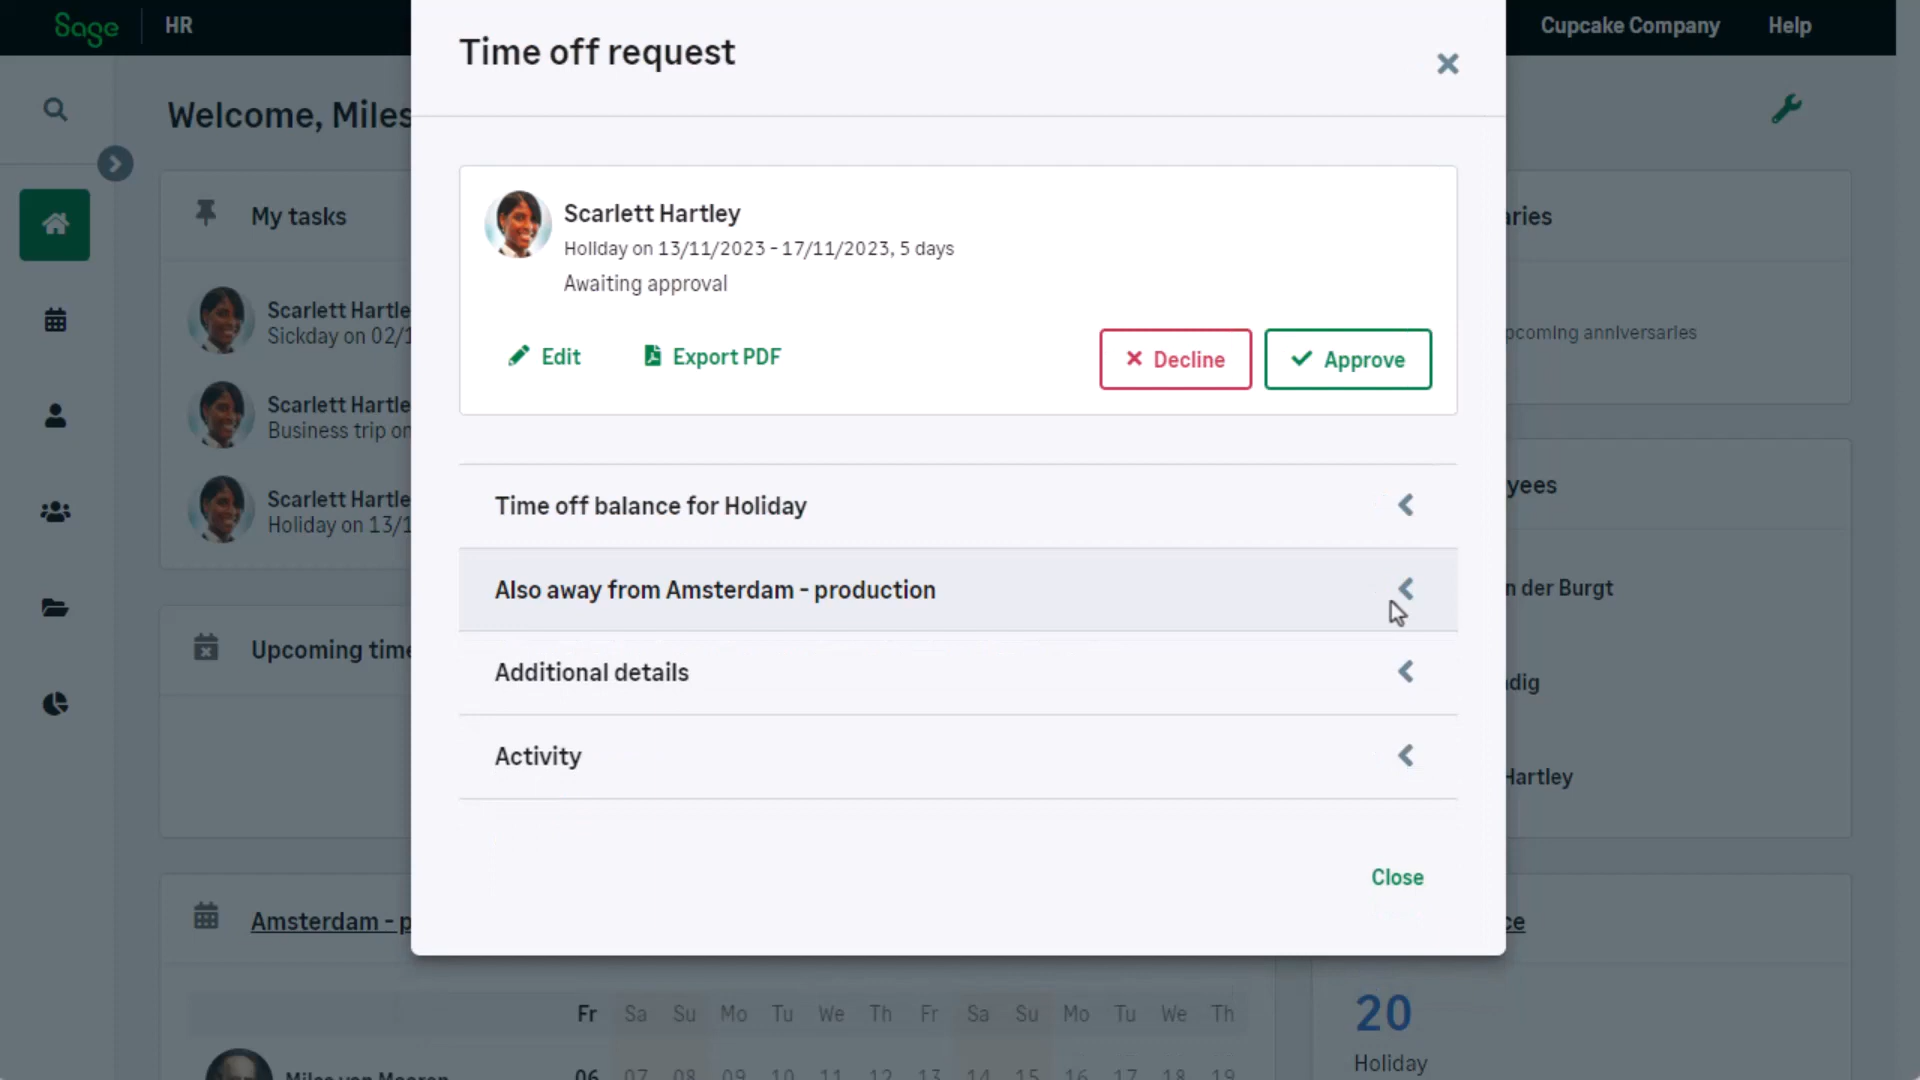 Sage
HR
Cupcake Company
Help
Time off request
Welcome, Miles
My tasks
Scarlett Hartley
Holiday on 13/11/2023 - 17/11/2023, 5 days
Awaiting approval
Edit
Export PDF
Decline
Approve
Scarlett Hartle
Sickday on 02/1
Scarlett Hartle
Business trip on
Scarlett Hartle
Holiday on 13/1
aries
pcoming anniversaries
Time off balance for Holiday
Also away from Amsterdam - production
Additional details
Activity
Close
yees
n der Burgt
dig
Hartley
Upcoming time
Amsterdam - p
ce
Fr Sa Su Mo Tu We Th Fr Sa Su Mo Tu We Th
06 07 08 09 10 11 12 13 14 15 16 17 18 19
20
Holiday